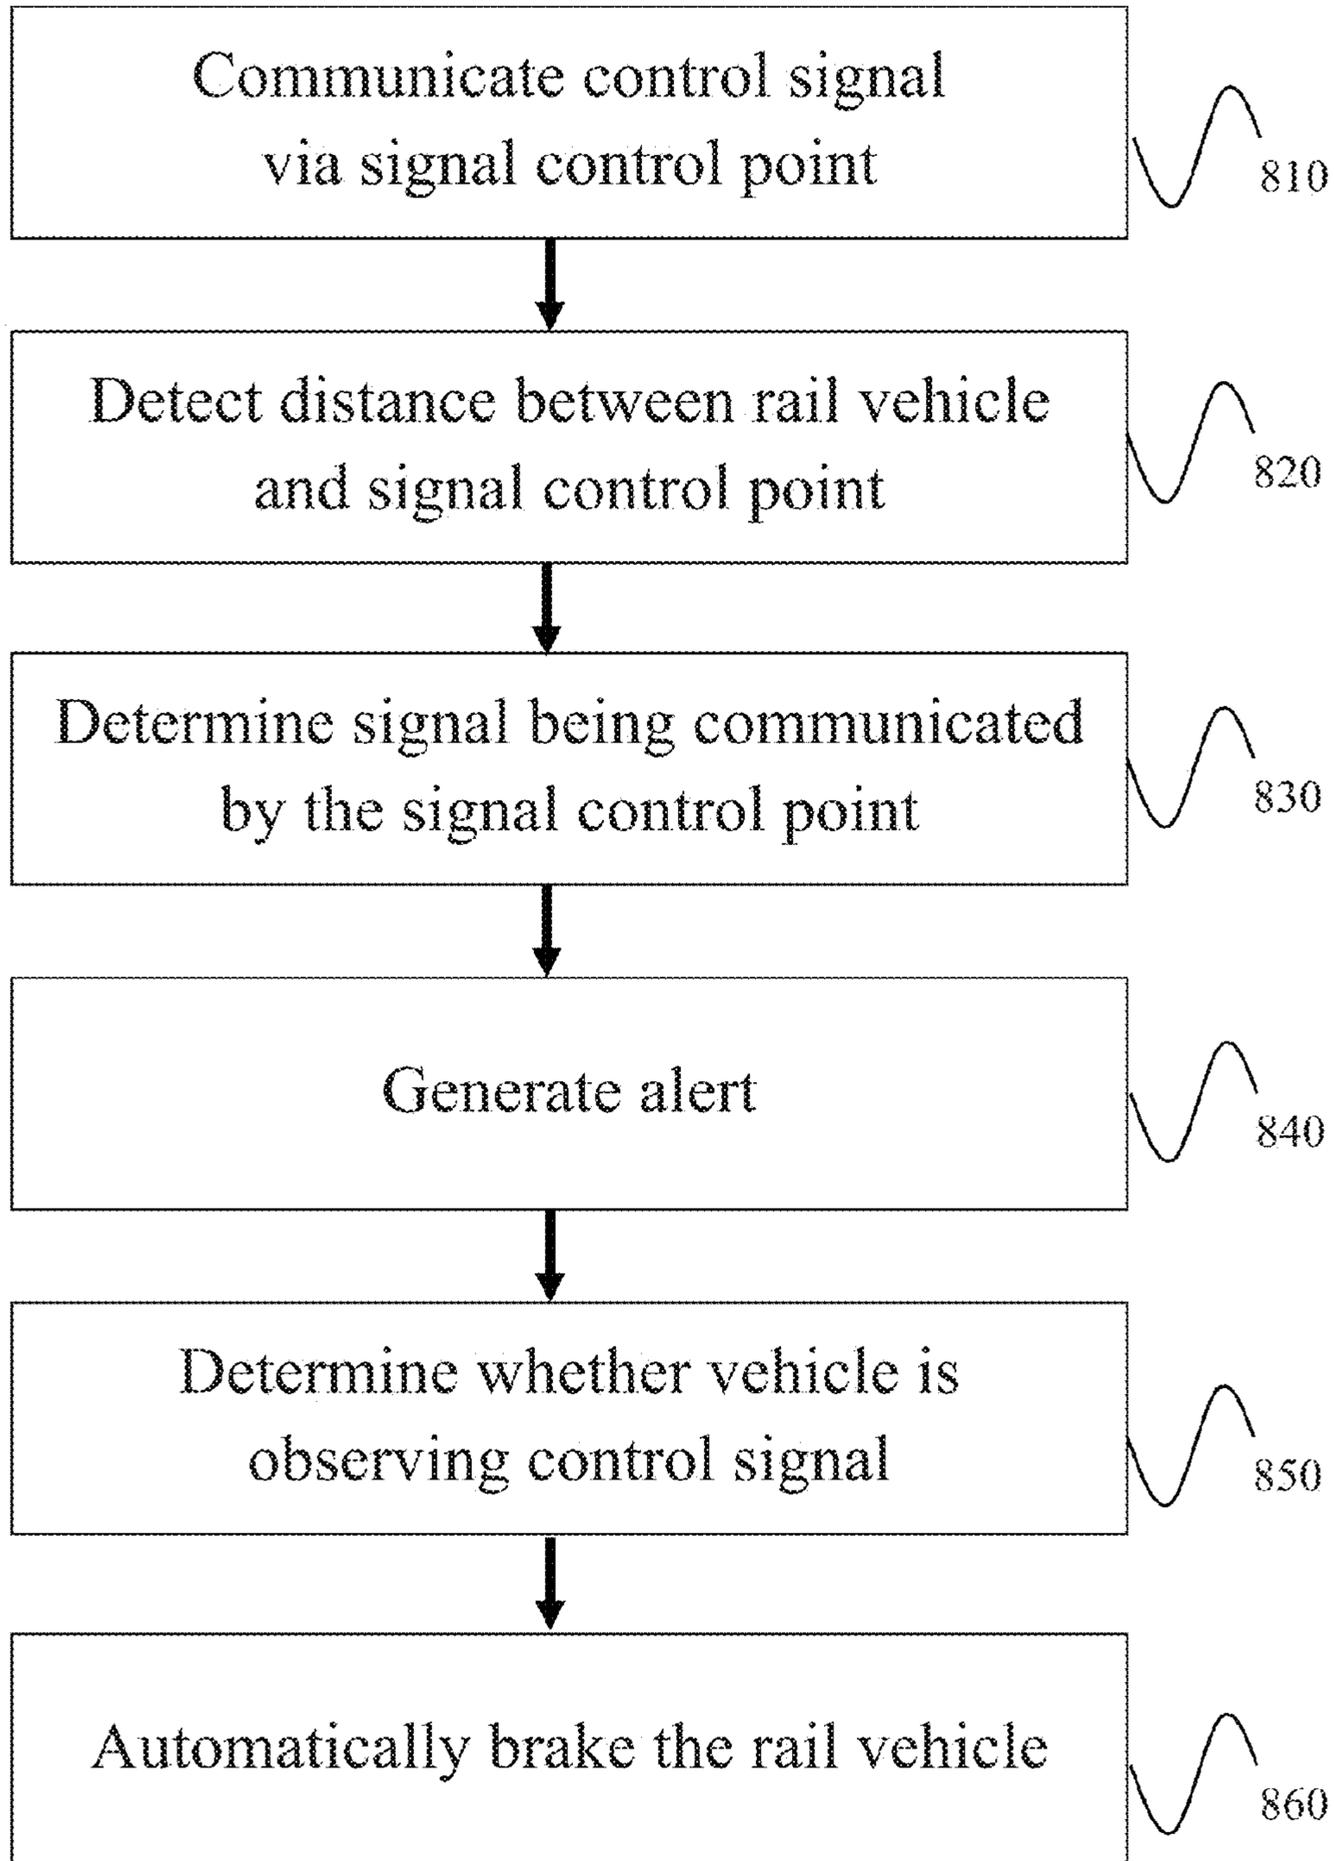 Communicate control signal
via signal control point
810
Detect distance between rail vehicle
and signal control point
820
Determine signal being communicated
by the signal control point
830
Generate alert
840
Determine whether vehicle is
observing control signal
850
Automatically brake the rail vehicle
860